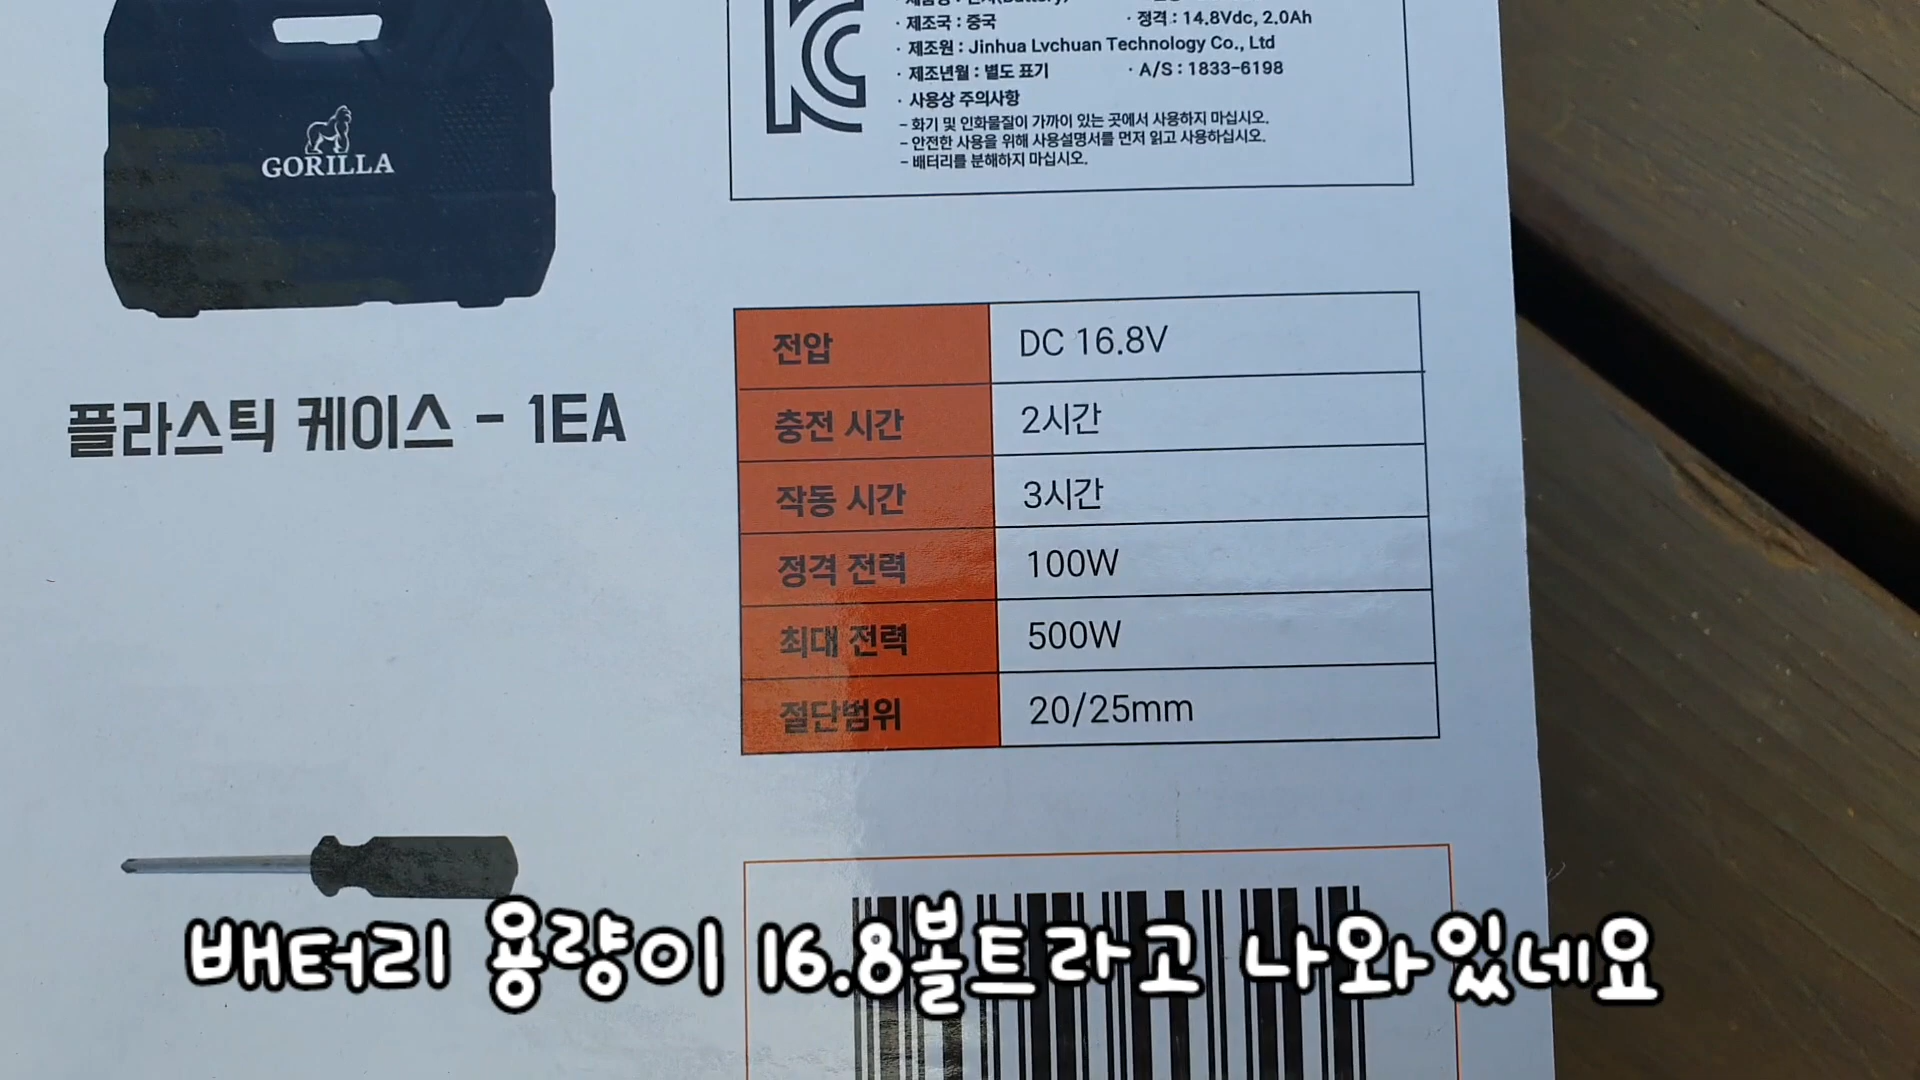 GORILLA
플라스틱 케이스 - 1EA
· 제조국 : 중국
· 정격 : 14.8Vdc, 2.0Ah
· 제조원 : Jinhua Lvchuan Technology Co., Ltd
· 제조년월 : 별도 표기
· A/S : 1833-6198
· 사용상 주의사항
- 화기 및 인화물질이 가까이 있는 곳에서 사용하지 마십시오.
- 안전한 사용을 위해 사용설명서를 먼저 읽고 사용하십시오.
- 배터리를 분해하지 마십시오.
전압 DC 16.8V
충전 시간 2시간
작동 시간 3시간
정격 전력 100W
최대 전력 500W
절단범위 20/25mm
배터리 용량이 16.8볼트라고 나와있네요